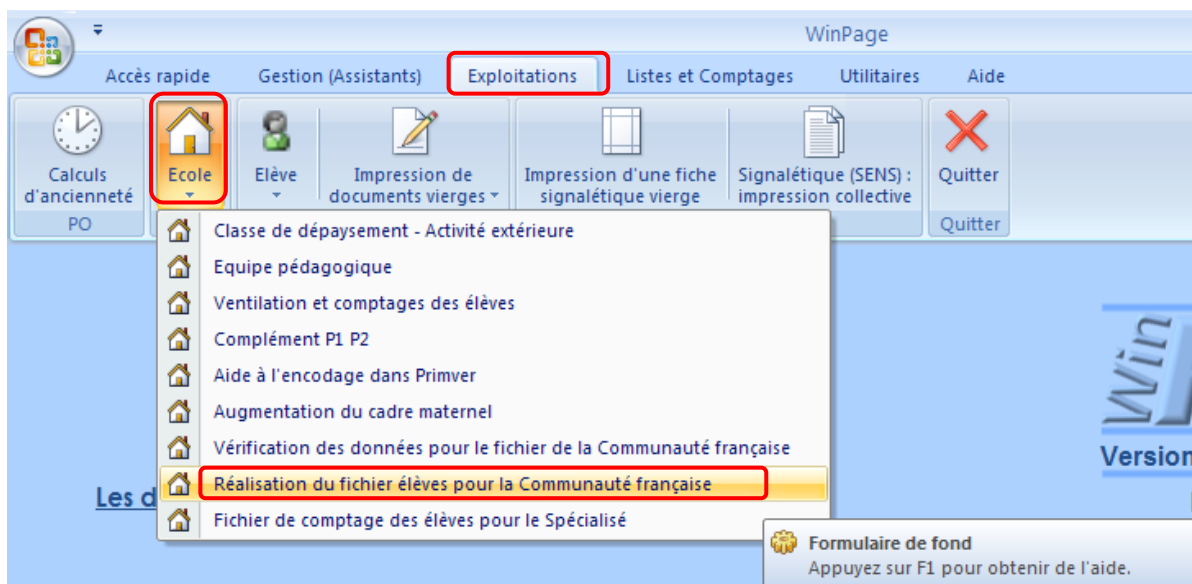 WinPage
Accès rapide
Gestion (Assistants)
Exploitations
Listes et Comptages
Utilitaires
Aide
Calculs
d'ancienneté
PO
Ecole
Elève
Impression de
documents vierges
Impression d'une fiche
signalétique vierge
Signalétique (SENS) :
impression collective
Quitter
Quitter
Classe de dépaysement - Activité extérieure
Equipe pédagogique
Ventilation et comptages des élèves
Complément P1 P2
Aide à l'encodage dans Primver
Augmentation du cadre maternel
Vérification des données pour le fichier de la Communauté française
Réalisation du fichier élèves pour la Communauté française
Fichier de comptage des élèves pour le Spécialisé
Win
Version
Les d
Formulaire de fond
Appuyez sur F1 pour obtenir de l'aide.